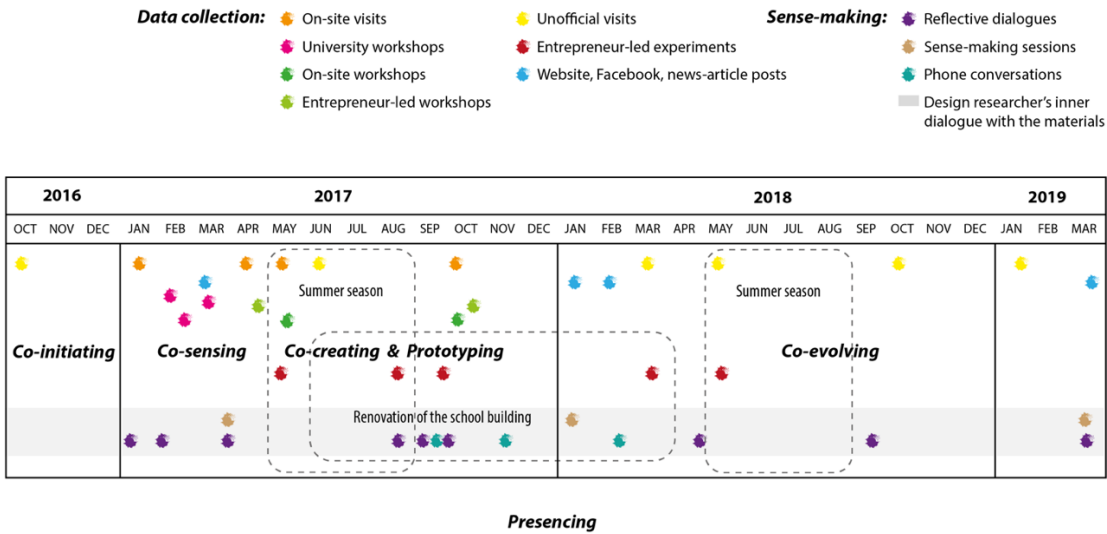 Data collection:
On-site visits
University workshops
On-site workshops
Entrepreneur-led workshops
Unofficial visits
Entrepreneur-led experiments
Website, Facebook, news-article posts
Sense-making:
Reflective dialogues
Sense-making sessions
Phone conversations
Design researcher's inner
dialogue with the materials
2016 2017 2018 2019
OCT NOV DEC JAN FEB MAR APR MAY JUN JUL AUG SEP OCT NOV DEC JAN FEB MAR APR MAY JUN JUL AUG SEP OCT NOV DEC JAN FEB MAR
Summer season Summer season
Co-initiating Co-sensing Co-creating & Prototyping Co-evolving
Renovation of the school building
Presencing